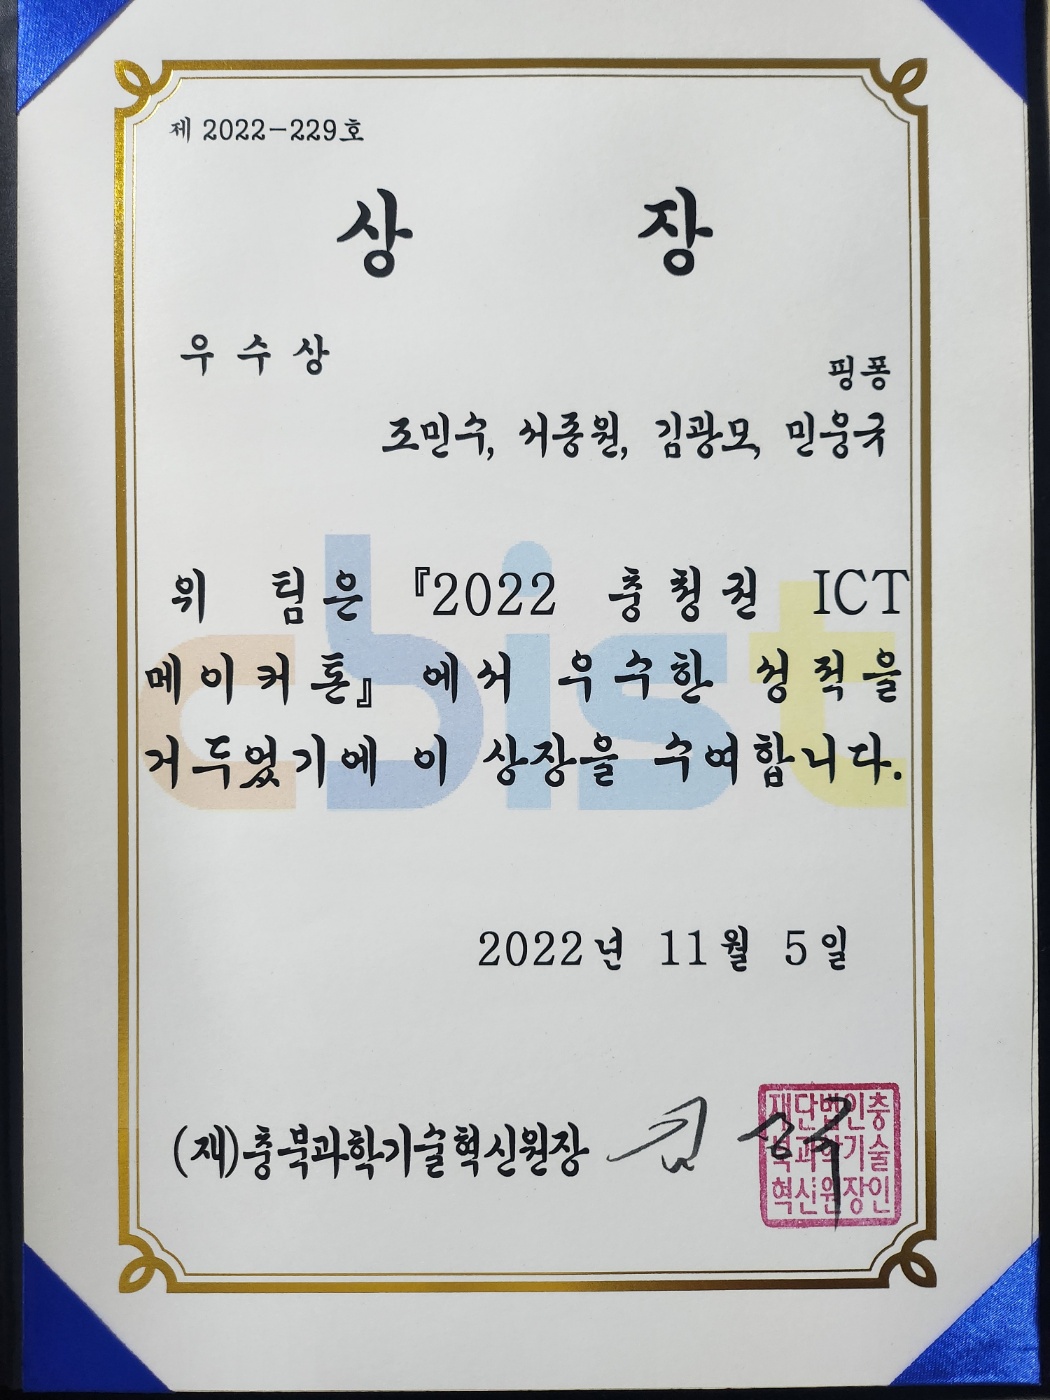 제 2022-229호
상 장
우 수 상
핑퐁
조민수, 서종원, 김광모, 민웅국
위 팀은 『2022 충청권 ICT
메이커톤』에서 우수한 성적을
거두었기에 이 상장을 수여합니다.
cbist
2022년 11월 5일
(재)충북과학기술혁신원장
재단법인충
북과학기술
혁신원장인